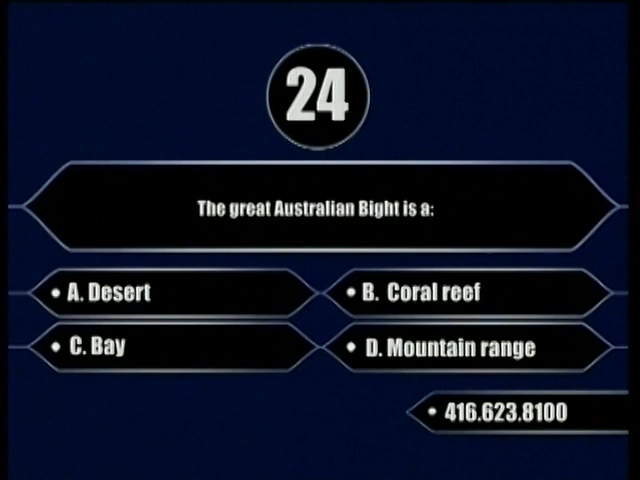 24
The great Australian Bight is a:
• A. Desert
• B. Coral reef
• C. Bay
• D. Mountain range
• 416.623.8100